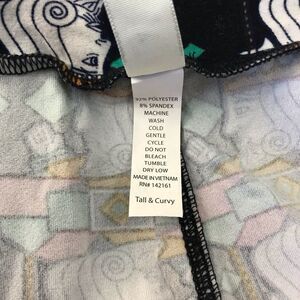 92% POLYESTER
8% SPANDEX
MACHINE
WASH
COLD
GENTLE
CYCLE
DO NOT
BLEACH
TUMBLE
DRY LOW
MADE IN VIETNAM
RN# 142161
Tall & Curvy